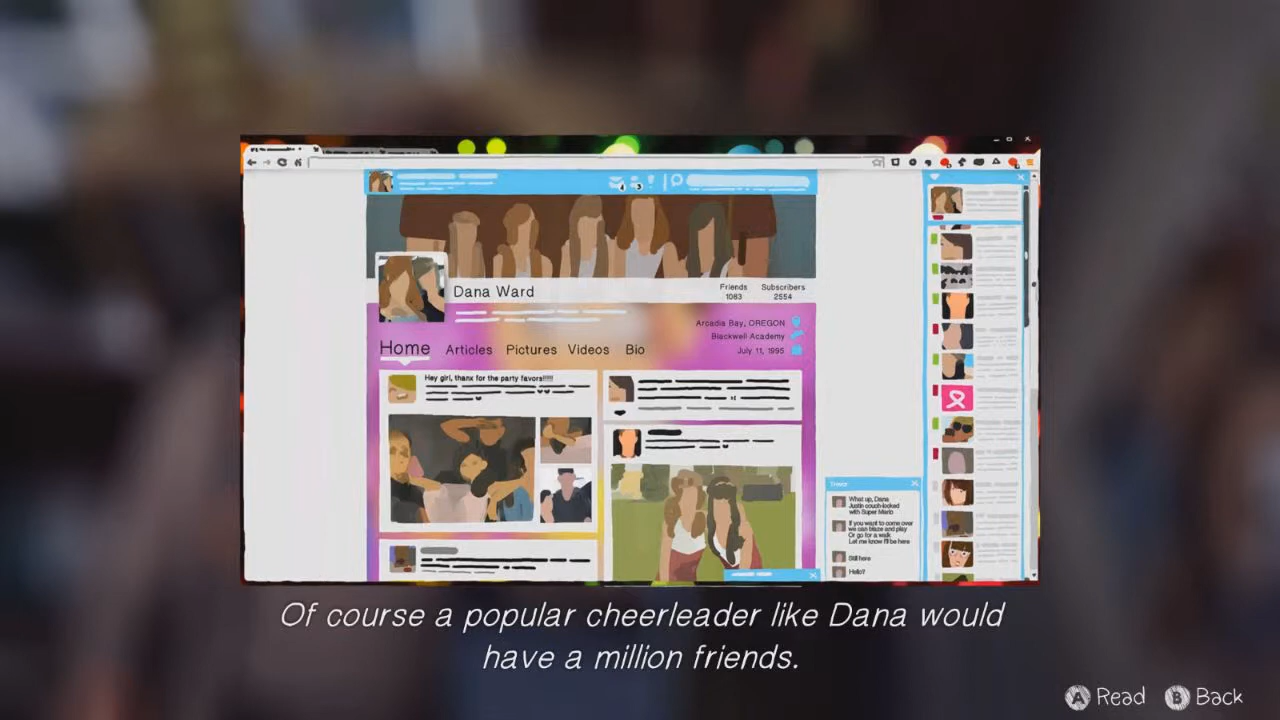 Dana Ward
Friends
1083
Subscribers
2554
Arcadia Bay, OREGON
Blackwell Academy
July 11, 1995
Home Articles Pictures Videos Bio
Hey girl, thanx for the party favors!!!!!
Trevor
What up, Dana
Justin couch-locked
with Super Mario
If you want to come over
we can blaze and play
Or go for a walk
Let me know I'll be here
Still here
Hello?
Of course a popular cheerleader like Dana would
have a million friends.
A Read B Back